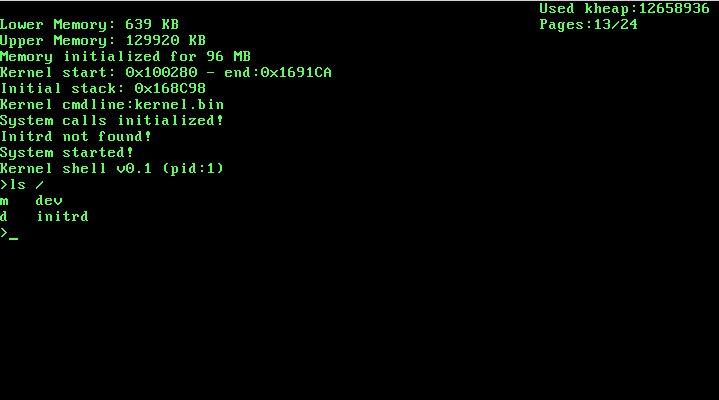 Used kheap:12658936
Lower Memory: 639 KB
Pages:13/24
Upper Memory: 129920 KB
Memory initialized for 96 MB
Kernel start: 0x100280 - end:0x1691CA
Initial stack: 0x168C98
Kernel cmdline:kernel.bin
System calls initialized!
Initrd not found!
System started!
Kernel shell v0.1 (pid:1)
>ls /
m   dev
d   initrd
>_